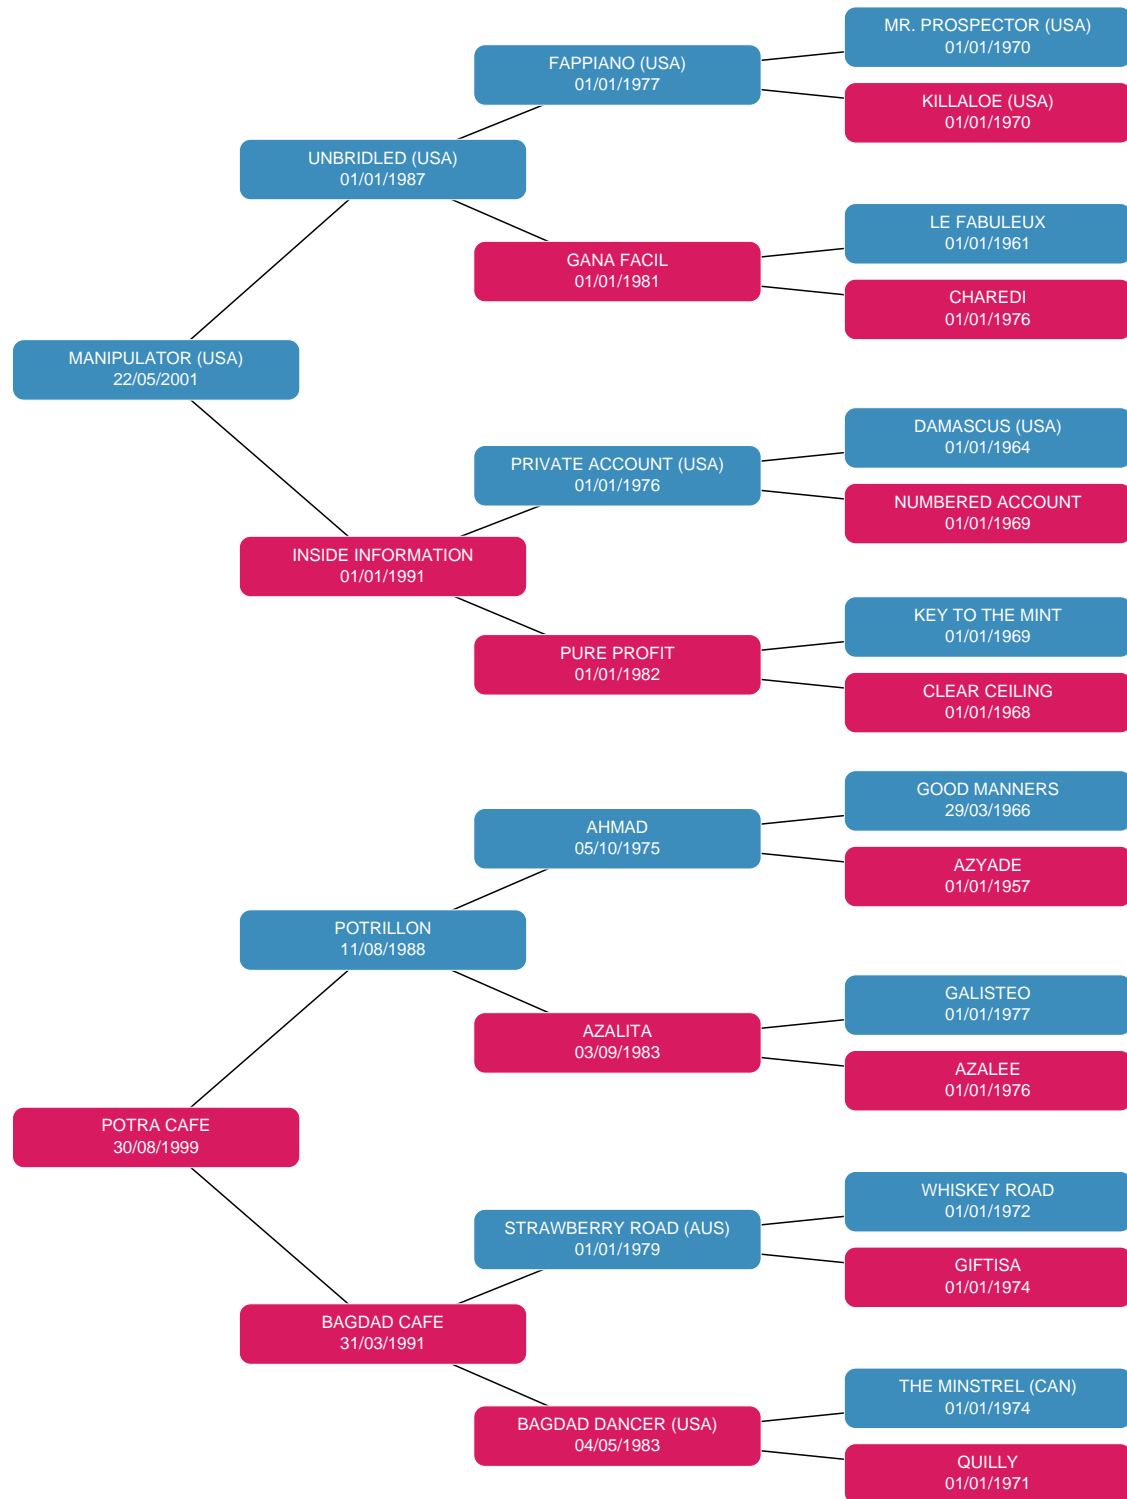 MR. PROSPECTOR (USA)
01/01/1970
FAPPIANO (USA)
01/01/1977
KILLALOE (USA)
01/01/1970
UNBRIDLED (USA)
01/01/1987
LE FABULEUX
01/01/1961
GANA FACIL
01/01/1981
CHAREDI
01/01/1976
MANIPULATOR (USA)
22/05/2001
DAMASCUS (USA)
01/01/1964
PRIVATE ACCOUNT (USA)
01/01/1976
NUMBERED ACCOUNT
01/01/1969
INSIDE INFORMATION
01/01/1991
KEY TO THE MINT
01/01/1969
PURE PROFIT
01/01/1982
CLEAR CEILING
01/01/1968
GOOD MANNERS
29/03/1966
AHMAD
05/10/1975
AZYADE
01/01/1957
POTRILLON
11/08/1988
GALISTEO
01/01/1977
AZALITA
03/09/1983
AZALEE
01/01/1976
POTRA CAFE
30/08/1999
WHISKEY ROAD
01/01/1972
STRAWBERRY ROAD (AUS)
01/01/1979
GIFTISA
01/01/1974
BAGDAD CAFE
31/03/1991
THE MINSTREL (CAN)
01/01/1974
BAGDAD DANCER (USA)
04/05/1983
QUILLY
01/01/1971